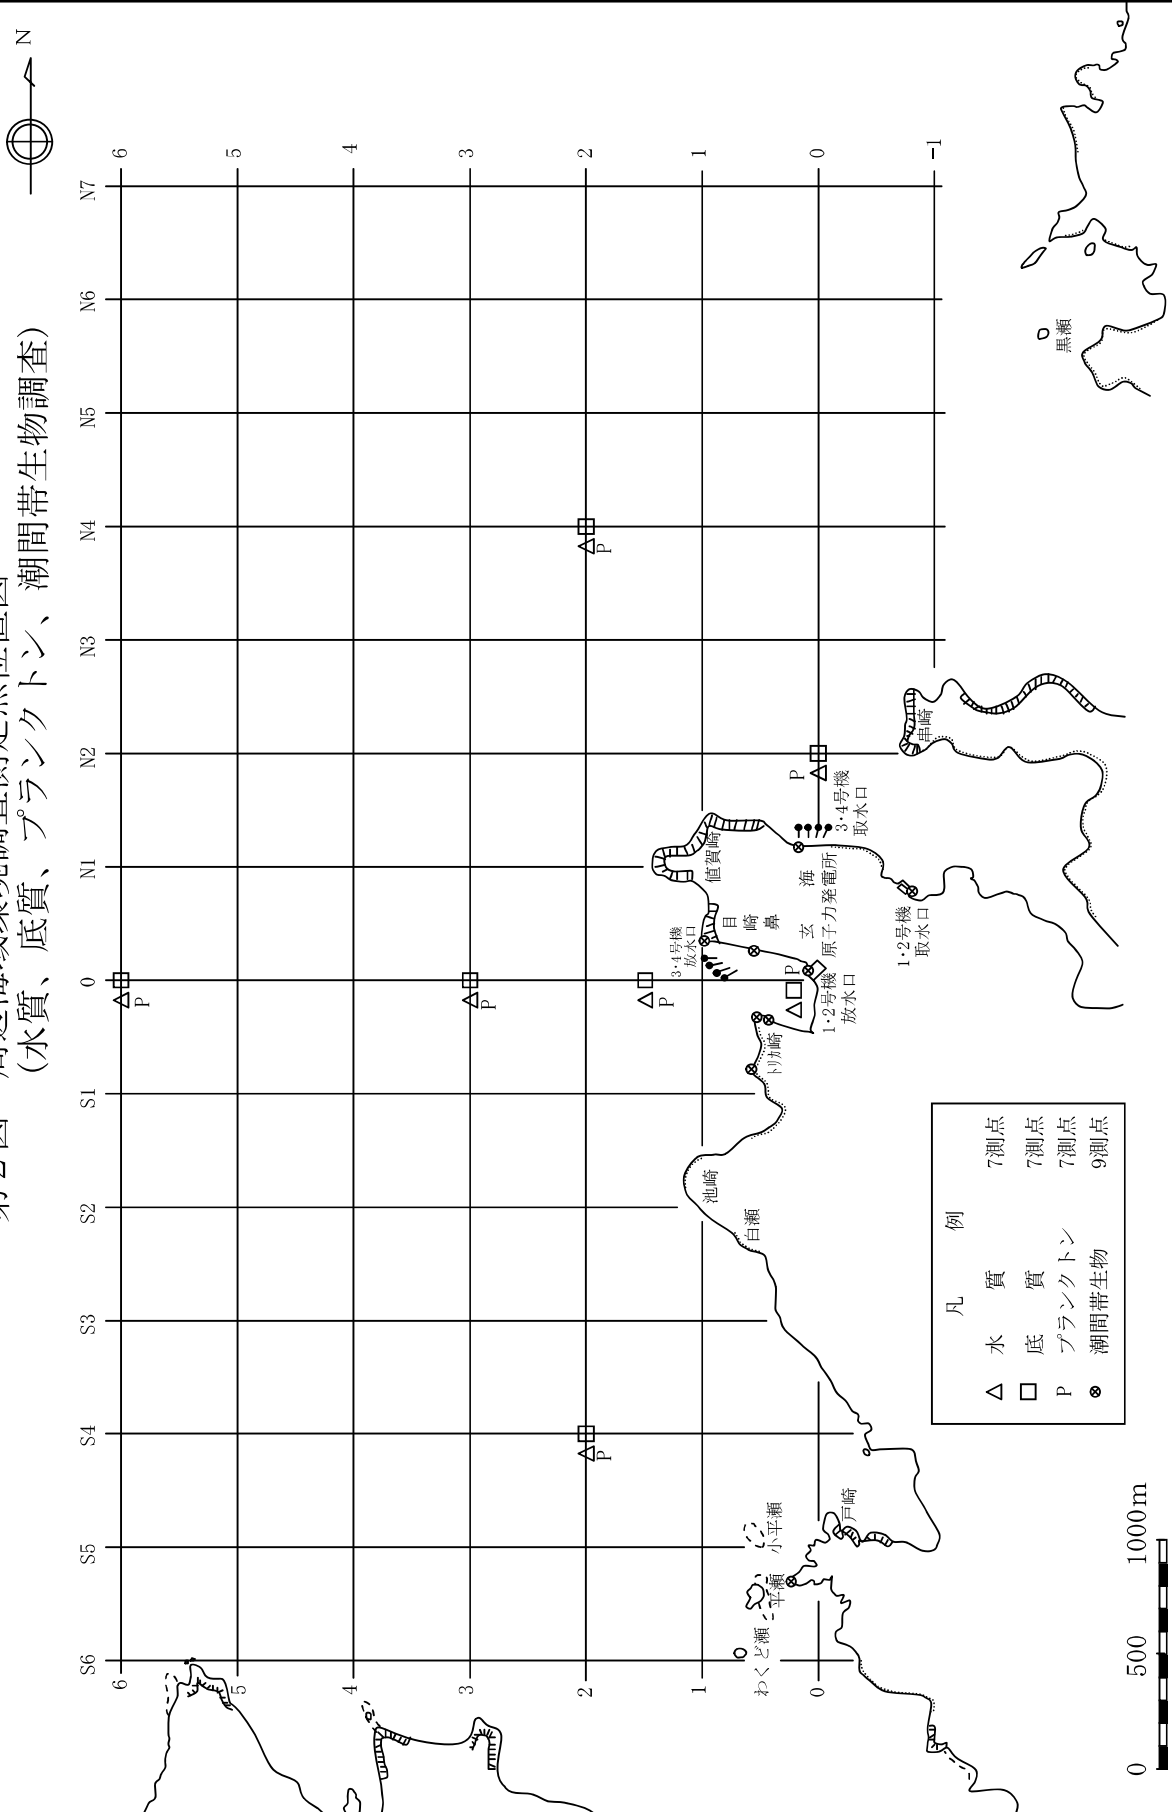 (水質、底質、プランクトン、潮間帯生物調査)
N
S6 S5 S4 S3 S2 S1 0 N1 N2 N3 N4 N5 N6 N7
6
5
4
3
2
1
0
6
5
4
3
2
1
0
-1
P
P
P
P
P
P
P
3・4号機
放水口
値賀崎
目崎鼻
玄海
原子力発電所
3・4号機
取水口
串崎
1・2号機
取水口
1・2号機
放水口
トリカ崎
池崎
白瀬
小平瀬
平瀬
わくど瀬
戸崎
黒瀬
凡例
水質 7測点
底質 7測点
P プランクトン 7測点
潮間帯生物 9測点
0 500 1000m